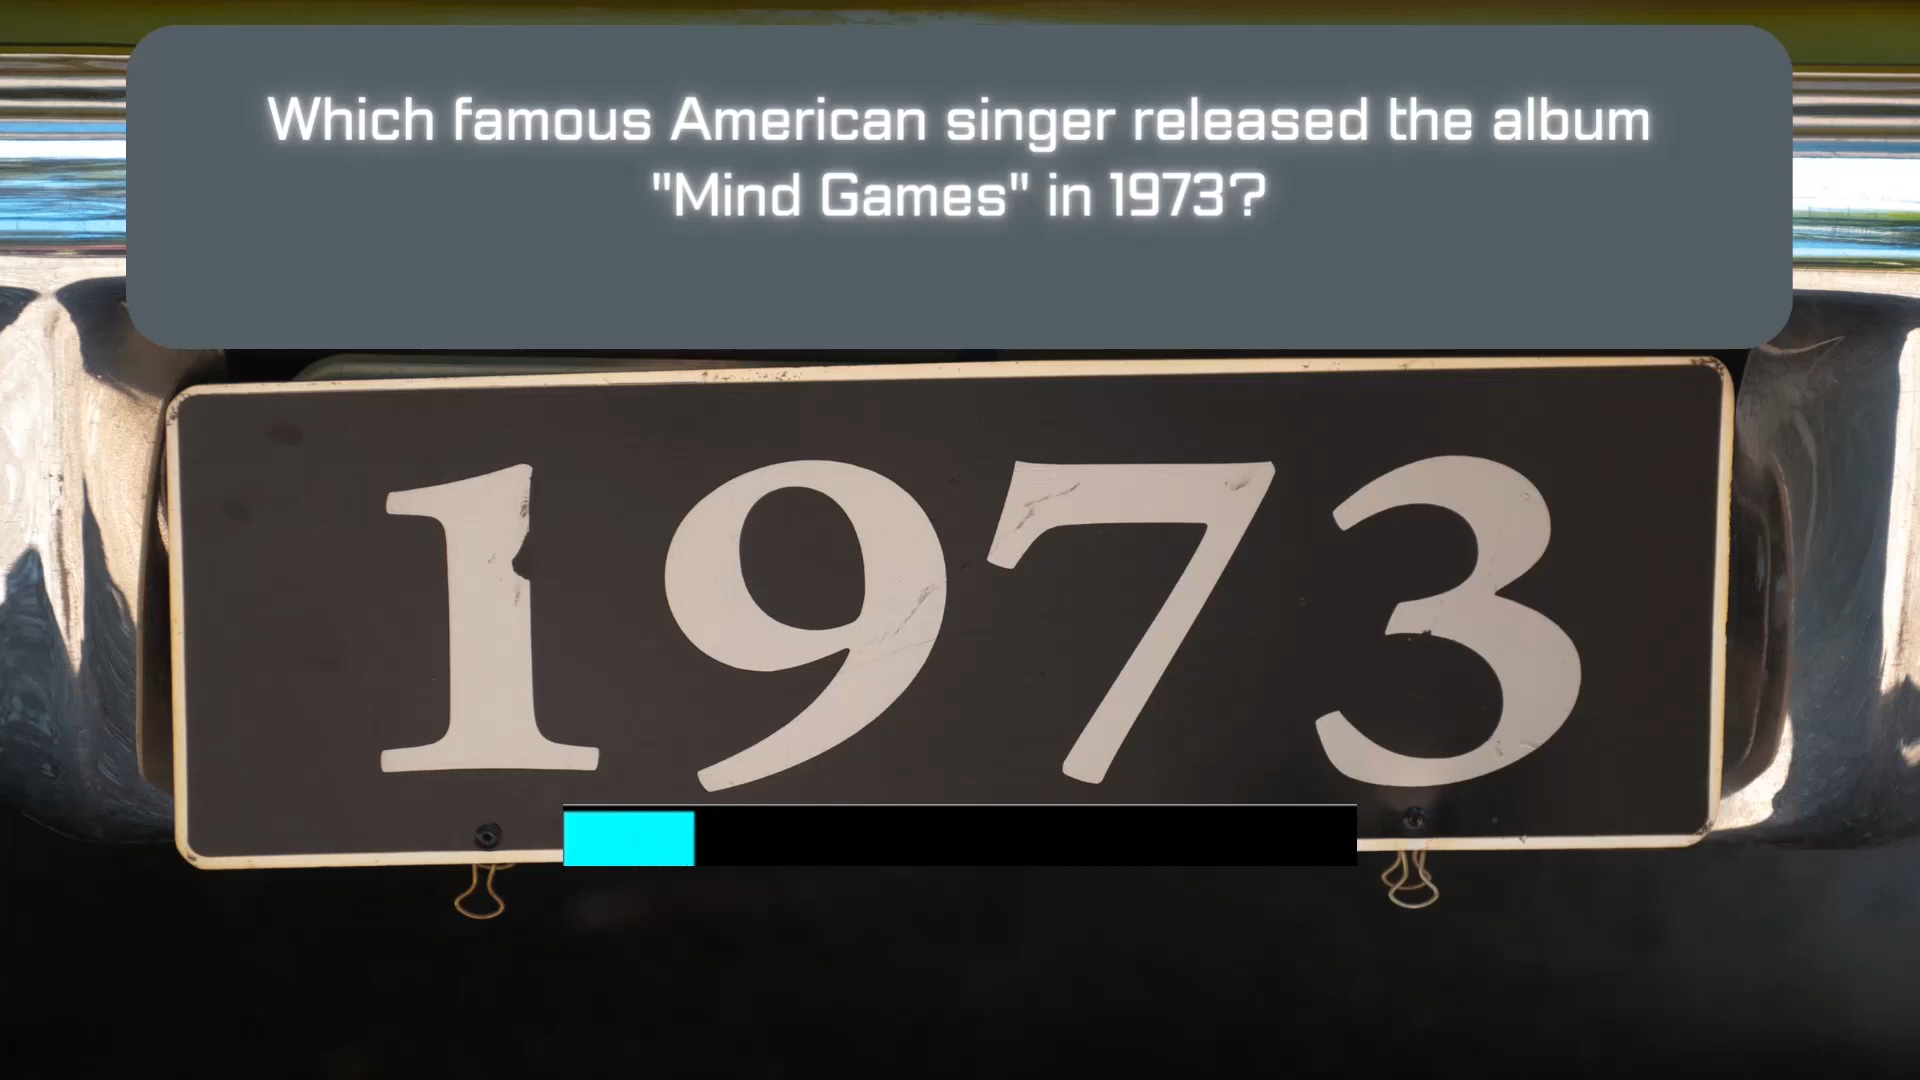 Which famous American singer released the album
"Mind Games" in 1973?
1973